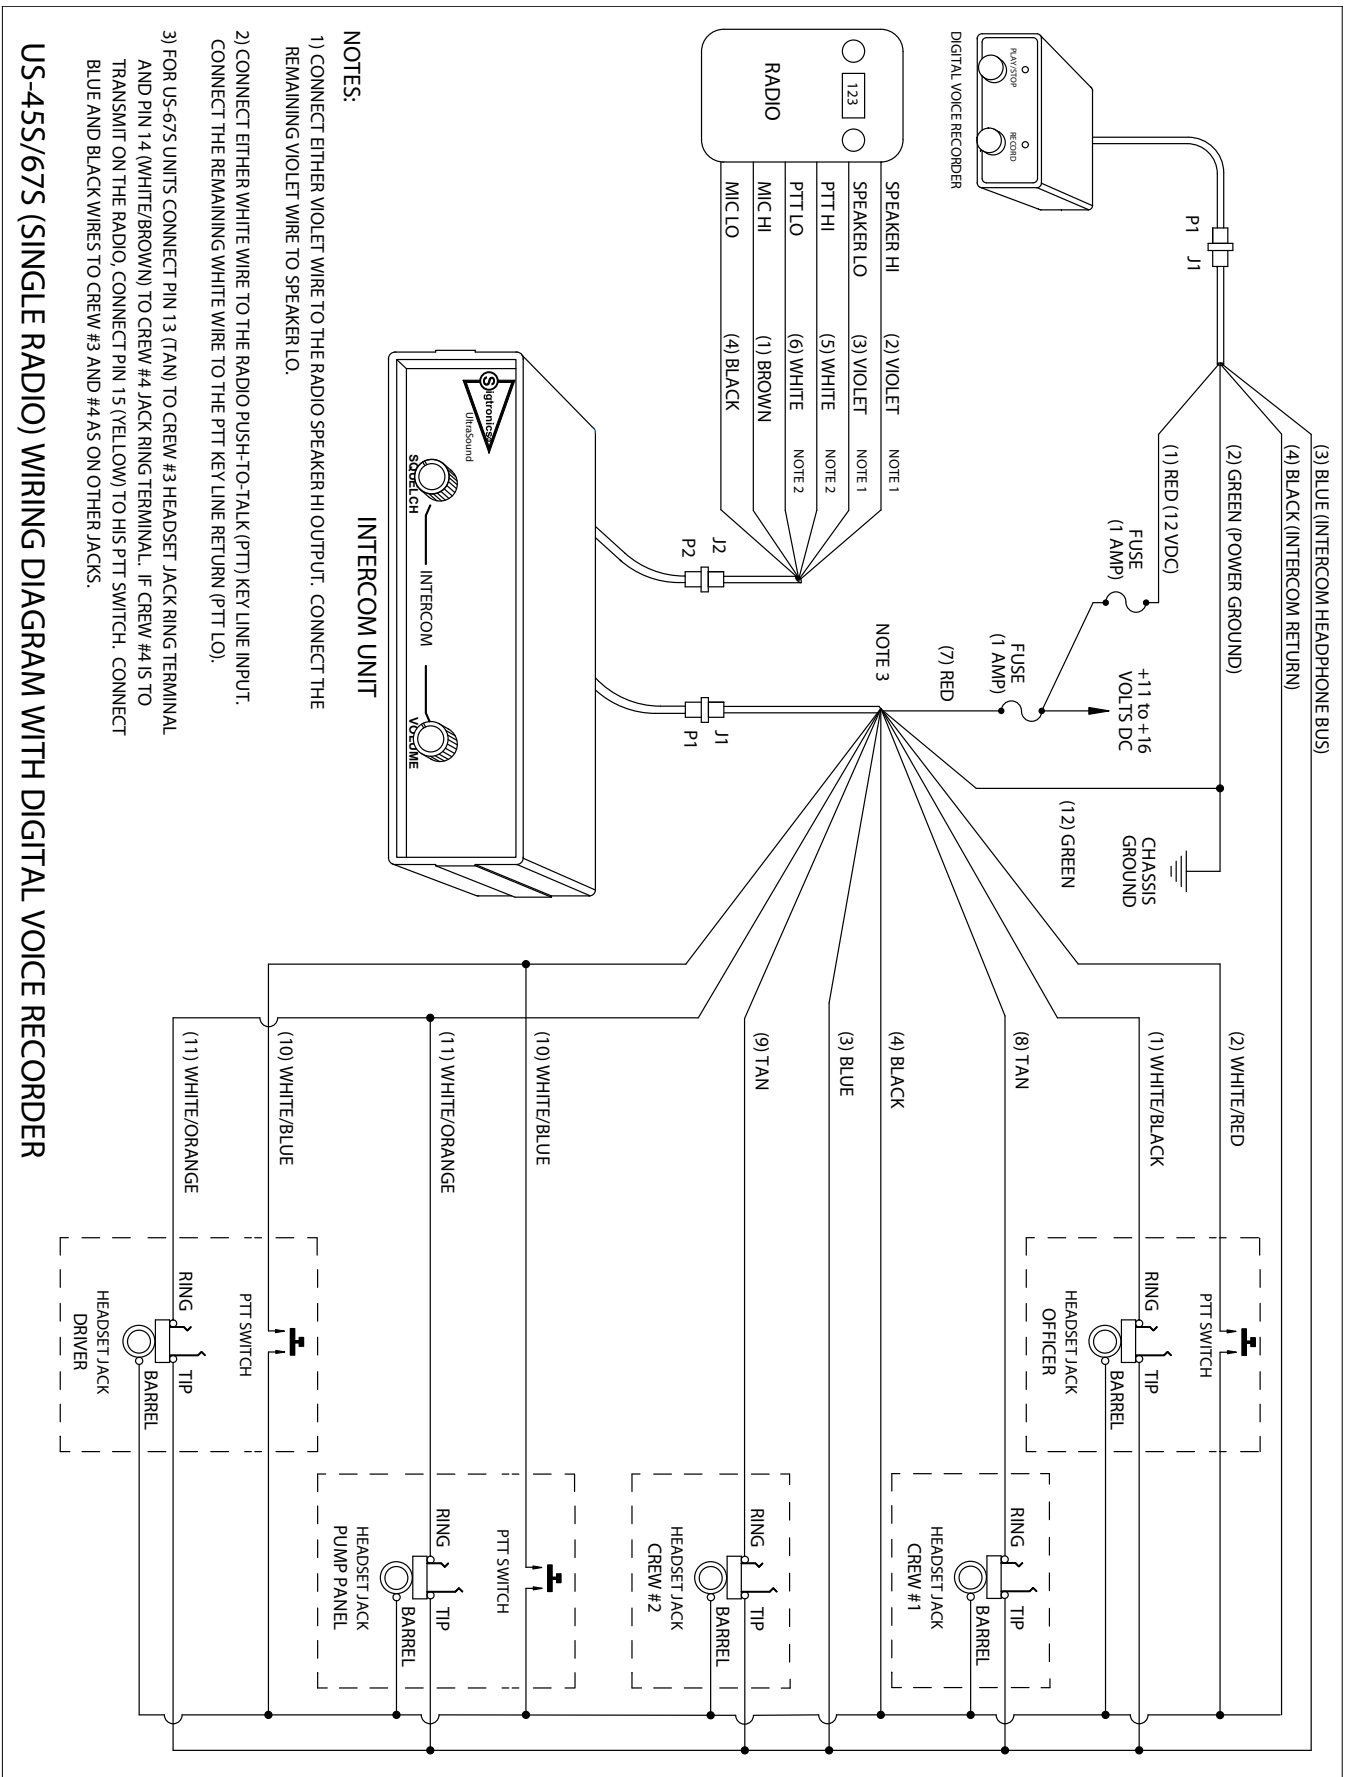 (3) BLUE (INTERCOM HEADPHONE BUS)
(4) BLACK (INTERCOM RETURN)
(2) GREEN (POWER GROUND)
(1) RED (12 VDC)
P1
J1
PLAY/STOP
RECORD
DIGITAL VOICE RECORDER
FUSE
(1 AMP)
FUSE
(1 AMP)
+11 to +16
VOLTS DC
CHASSIS
GROUND
(12) GREEN
(7) RED
NOTE 3
RADIO
123
SPEAKER HI
(2) VIOLET
NOTE 1
SPEAKER LO
(3) VIOLET
NOTE 1
PTT HI
(5) WHITE
NOTE 2
PTT LO
(6) WHITE
NOTE 2
MIC HI
(1) BROWN
MIC LO
(4) BLACK
J2
P2
J1
P1
Sigtronics
UltraSound
SQUELCH
INTERCOM
VOLUME
INTERCOM UNIT
(2) WHITE/RED
(1) WHITE/BLACK
(8) TAN
(4) BLACK
(3) BLUE
(9) TAN
(10) WHITE/BLUE
(11) WHITE/ORANGE
(10) WHITE/BLUE
(11) WHITE/ORANGE
PTT SWITCH
RING
TIP
BARREL
HEADSET JACK
OFFICER
RING
TIP
BARREL
HEADSET JACK
CREW #1
RING
TIP
BARREL
HEADSET JACK
CREW #2
PTT SWITCH
RING
TIP
BARREL
HEADSET JACK
PUMP PANEL
PTT SWITCH
RING
TIP
BARREL
HEADSET JACK
DRIVER
NOTES:
1) CONNECT EITHER VIOLET WIRE TO THE RADIO SPEAKER HI OUTPUT. CONNECT THE
REMAINING VIOLET WIRE TO SPEAKER LO.
2) CONNECT EITHER WHITE WIRE TO THE RADIO PUSH-TO-TALK (PTT) KEY LINE INPUT.
CONNECT THE REMAINING WHITE WIRE TO THE PTT KEY LINE RETURN (PTT LO).
3) FOR US-67S UNITS CONNECT PIN 13 (TAN) TO CREW #3 HEADSET JACK RING TERMINAL
AND PIN 14 (WHITE/BROWN) TO CREW #4 JACK RING TERMINAL. IF CREW #4 IS TO
TRANSMIT ON THE RADIO, CONNECT PIN 15 (YELLOW) TO HIS PTT SWITCH. CONNECT
BLUE AND BLACK WIRES TO CREW #3 AND #4 AS ON OTHER JACKS.
US-45S/67S (SINGLE RADIO) WIRING DIAGRAM WITH DIGITAL VOICE RECORDER